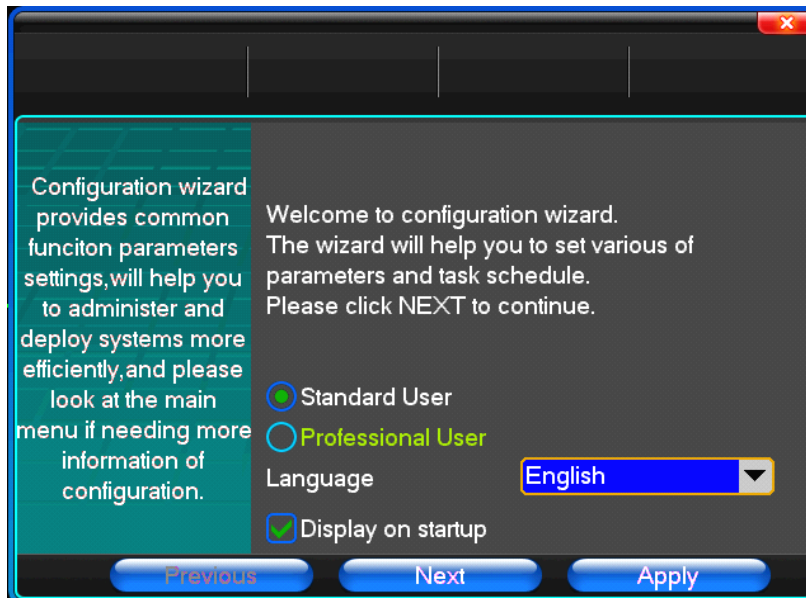 Configuration wizard
provides common
funciton parameters
settings,will help you
to administer and
deploy systems more
efficiently,and please
look at the main
menu if needing more
information of
configuration.
Welcome to configuration wizard.
The wizard will help you to set various of
parameters and task schedule.
Please click NEXT to continue.
Standard User
Professional User
Language English
Display on startup
Previous Next Apply